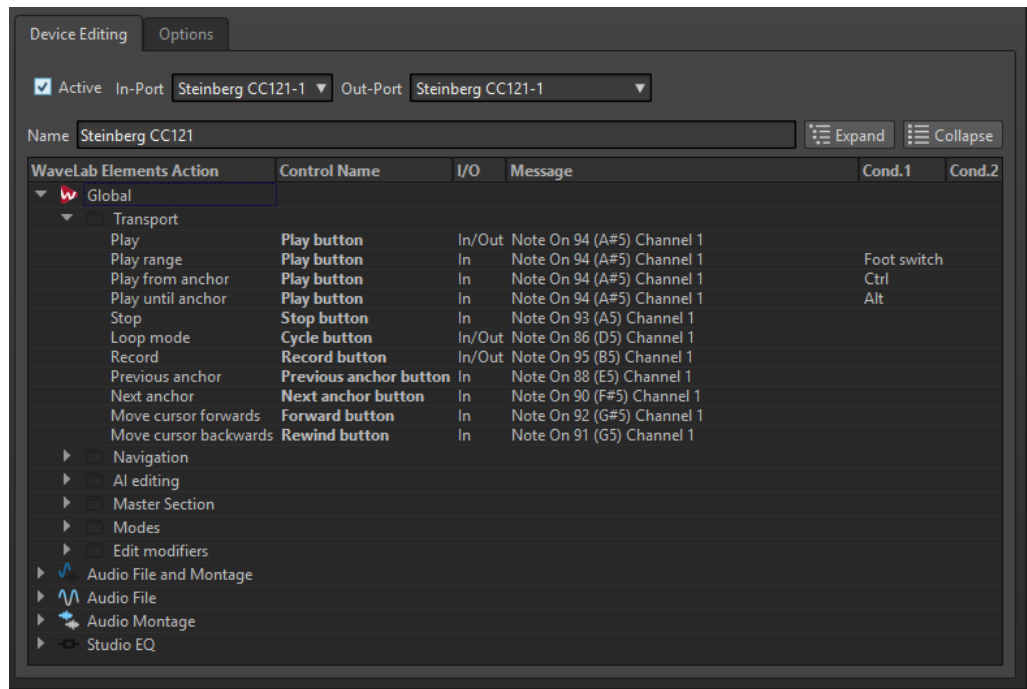 Device Editing Options
Active In-Port Steinberg CC121-1 Out-Port Steinberg CC121-1
Name Steinberg CC121 Expand Collapse
WaveLab Elements Action Control Name I/O Message Cond.1 Cond.2
Global
Transport
Play Play button In/Out Note On 94 (A#5) Channel 1
Play range Play button In Note On 94 (A#5) Channel 1 Foot switch
Play from anchor Play button In Note On 94 (A#5) Channel 1 Ctrl
Play until anchor Play button In Note On 94 (A#5) Channel 1 Alt
Stop Stop button In Note On 93 (A5) Channel 1
Loop mode Cycle button In/Out Note On 86 (D5) Channel 1
Record Record button In/Out Note On 95 (B5) Channel 1
Previous anchor Previous anchor button In Note On 88 (E5) Channel 1
Next anchor Next anchor button In Note On 90 (F#5) Channel 1
Move cursor forwards Forward button In Note On 92 (G#5) Channel 1
Move cursor backwards Rewind button In Note On 91 (G5) Channel 1
Navigation
AI editing
Master Section
Modes
Edit modifiers
Audio File and Montage
Audio File
Audio Montage
Studio EQ